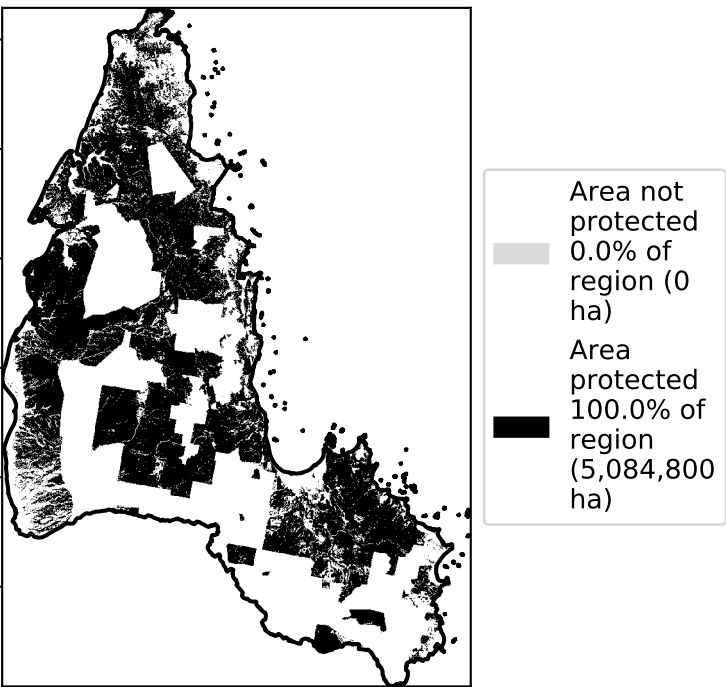 Area not
protected
0.0% of
region (0
ha)
Area
protected
100.0% of
region
(5,084,800
ha)